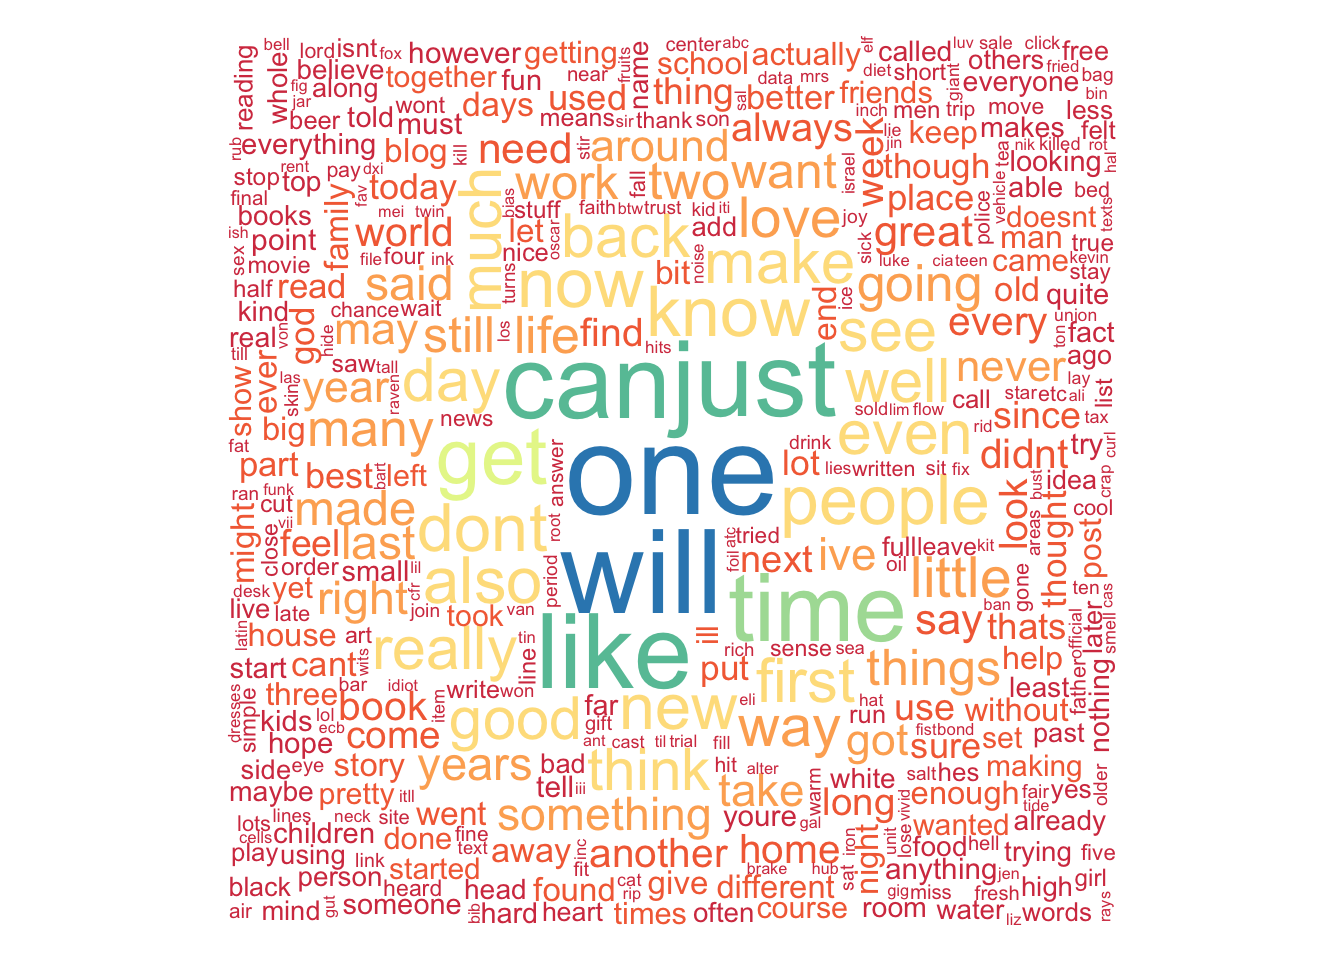 bell lord isnt fox however getting name center abc actually elf called luv sale click free
reading whole fig believe together fun near fruits school data mrs diet short giant others everyone fried bag
jar along wont days used thing sal better friends inch men trip move less bin
beer told must means sir thank son always week lie keep makes felt
rub everything blog kill need stir around want jin though nik killed rot hal
stop rent top pay dxi today much work fall two israel place vehicle tea looking able bed
final family fav mei twin bias stuff faith btw trust kid iti love joy great police doesnt texts
books world let oscar back add sick man true
ish sex point file four ink nice noise make luke cia teen came kevin stay
movie half read said turns now bit going old quite
kind god chance wait know end ice every ton union fact
real von hide may still los life find hits see ago
till ever saw tall canjust well never lay list
show las skins year raven day star etc ali
big many news get sold lim flow call since tax
fat part best bart left answer one drink lot even rid didnt try curl
ran funk lies written sit fix bust idea crap
might cut vii made dont root people look areas cool
close feel last will foil atc tried next ive full leave kit thought post
order small lil also period oil little gone ten
desk yet cfr right join van time ban smell cas
live late took say thats official later
latin house art wits really tin like ill rich sense sea help
start cant line put first things father
three bar idiot write won new eli hat least nothing
dresses simple kids lol ecb book item good far gift way run use without
hope come ant cast til trial fill got fist bond sure set past
side eye story years bad think hit alter white salt hes making older
maybe pretty itll tell iii take warm long vivid enough fair yes
lots lines neck site went something youre gal tide
cells children done fine text inc night unit lose wanted already
play using link started away fit another home iron food hell trying five
black person heard head found cat rip give brake different hub sat anything jen high girl
air mind gut someone bib hard heart times often course room gig miss water fresh liz words rays